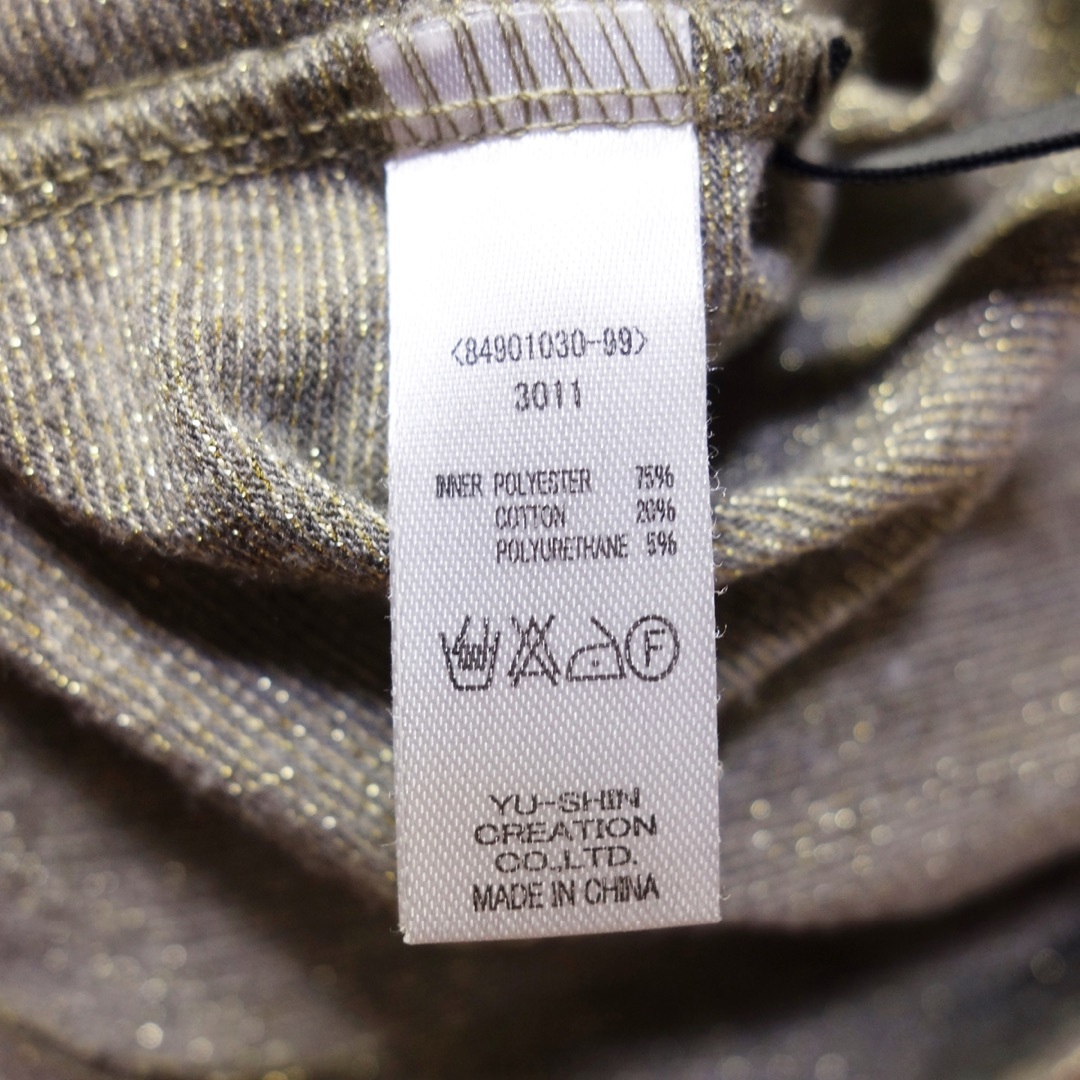 <84901030-99>
3011
INNER POLYESTER 75%
COTTON 20%
POLYURETHANE 5%
F
YU-SHIN
CREATION
CO.,LTD.
MADE IN CHINA